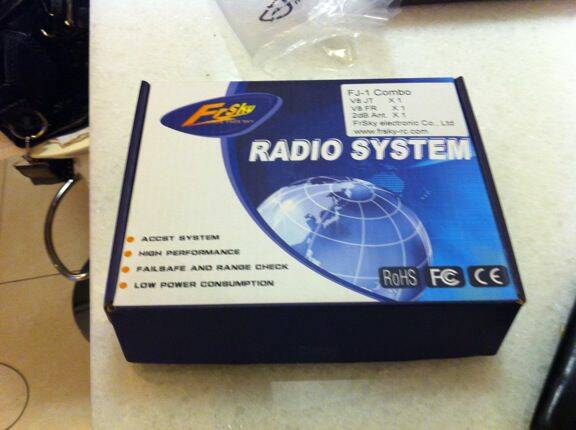 FrSky
FJ-1 Combo
V8 JT X 1
V8 FR X 1
2dB Ant. X 1
FrSky electronic Co., Ltd
www.frsky-rc.com
RADIO SYSTEM
ACCST SYSTEM
HIGH PERFORMANCE
FAILSAFE AND RANGE CHECK
LOW POWER CONSUMPTION
RoHS FC CE